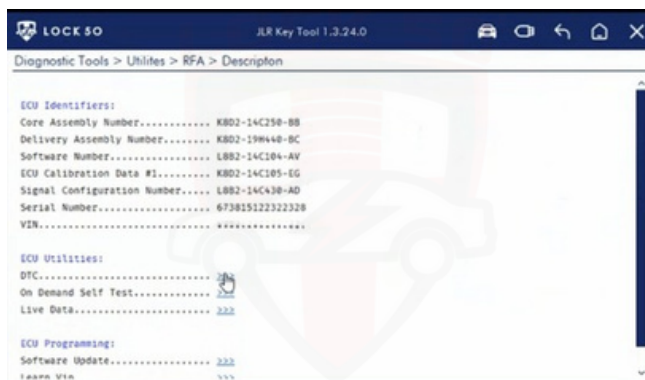 LOCK 50 JLR Key Tool 1.3.24.0
Diagnostic Tools > Utilites > RFA > Descripton
ECU Identifiers:
Core Assembly Number............ K8D2-14C250-BB
Delivery Assembly Number........ K8D2-19H440-BC
Software Number................. L8B2-14C104-AV
ECU Calibration Data #1......... K8D2-14C105-EG
Signal Configuration Number..... L8B2-14C430-AD
Serial Number................... 673815122322328
VIN............................. ..............
ECU Utilities:
DTC............................. >>>
On Demand Self Test............. >>>
Live Data....................... >>>
ECU Programming:
Software Update................. >>>
Learn Vin >>>